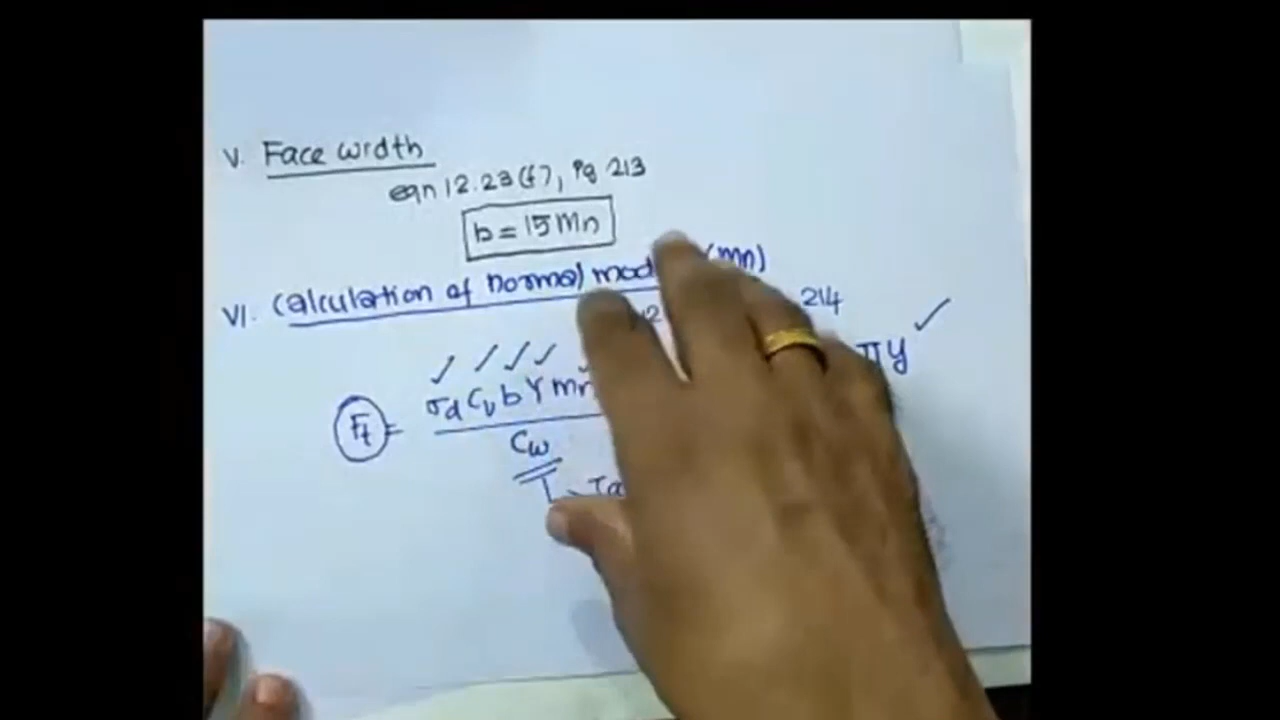 V. Face width
eqn 12.23(f), Pg 213
b = 15 Mn
VI. Calculation of normal (Mn)
214
Ft = σd Cv b Y mn
πy
Cw